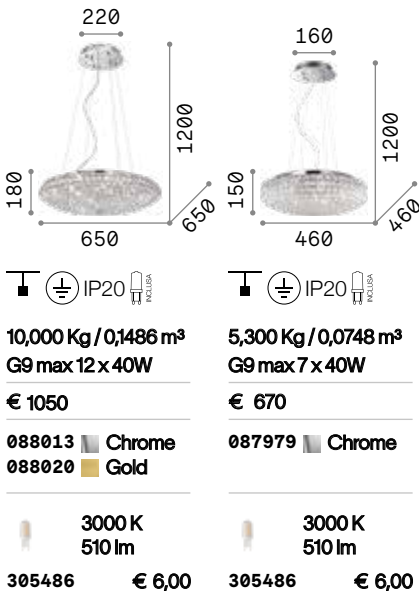 220
1200
180
650
650
IP20 INCLUSA
10,000 Kg / 0,1486 m³
G9 max 12 x 40W
€ 1050
088013 Chrome
088020 Gold
3000 K
510 lm
305486 € 6,00
160
1200
150
460
460
IP20 INCLUSA
5,300 Kg / 0,0748 m³
G9 max 7 x 40W
€ 670
087979 Chrome
3000 K
510 lm
305486 € 6,00